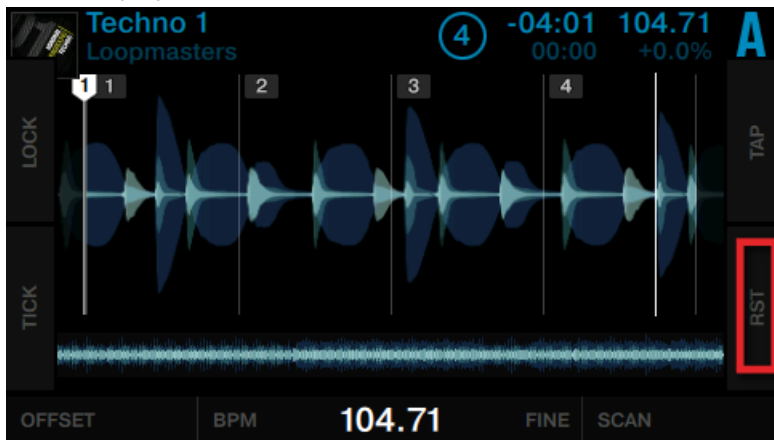 Techno 1
Loopmasters
4
-04:01 104.71
00:00 +0.0%
A
LOCK
TICK
1 1 2 3 4
TAP
RST
OFFSET BPM 104.71 FINE SCAN